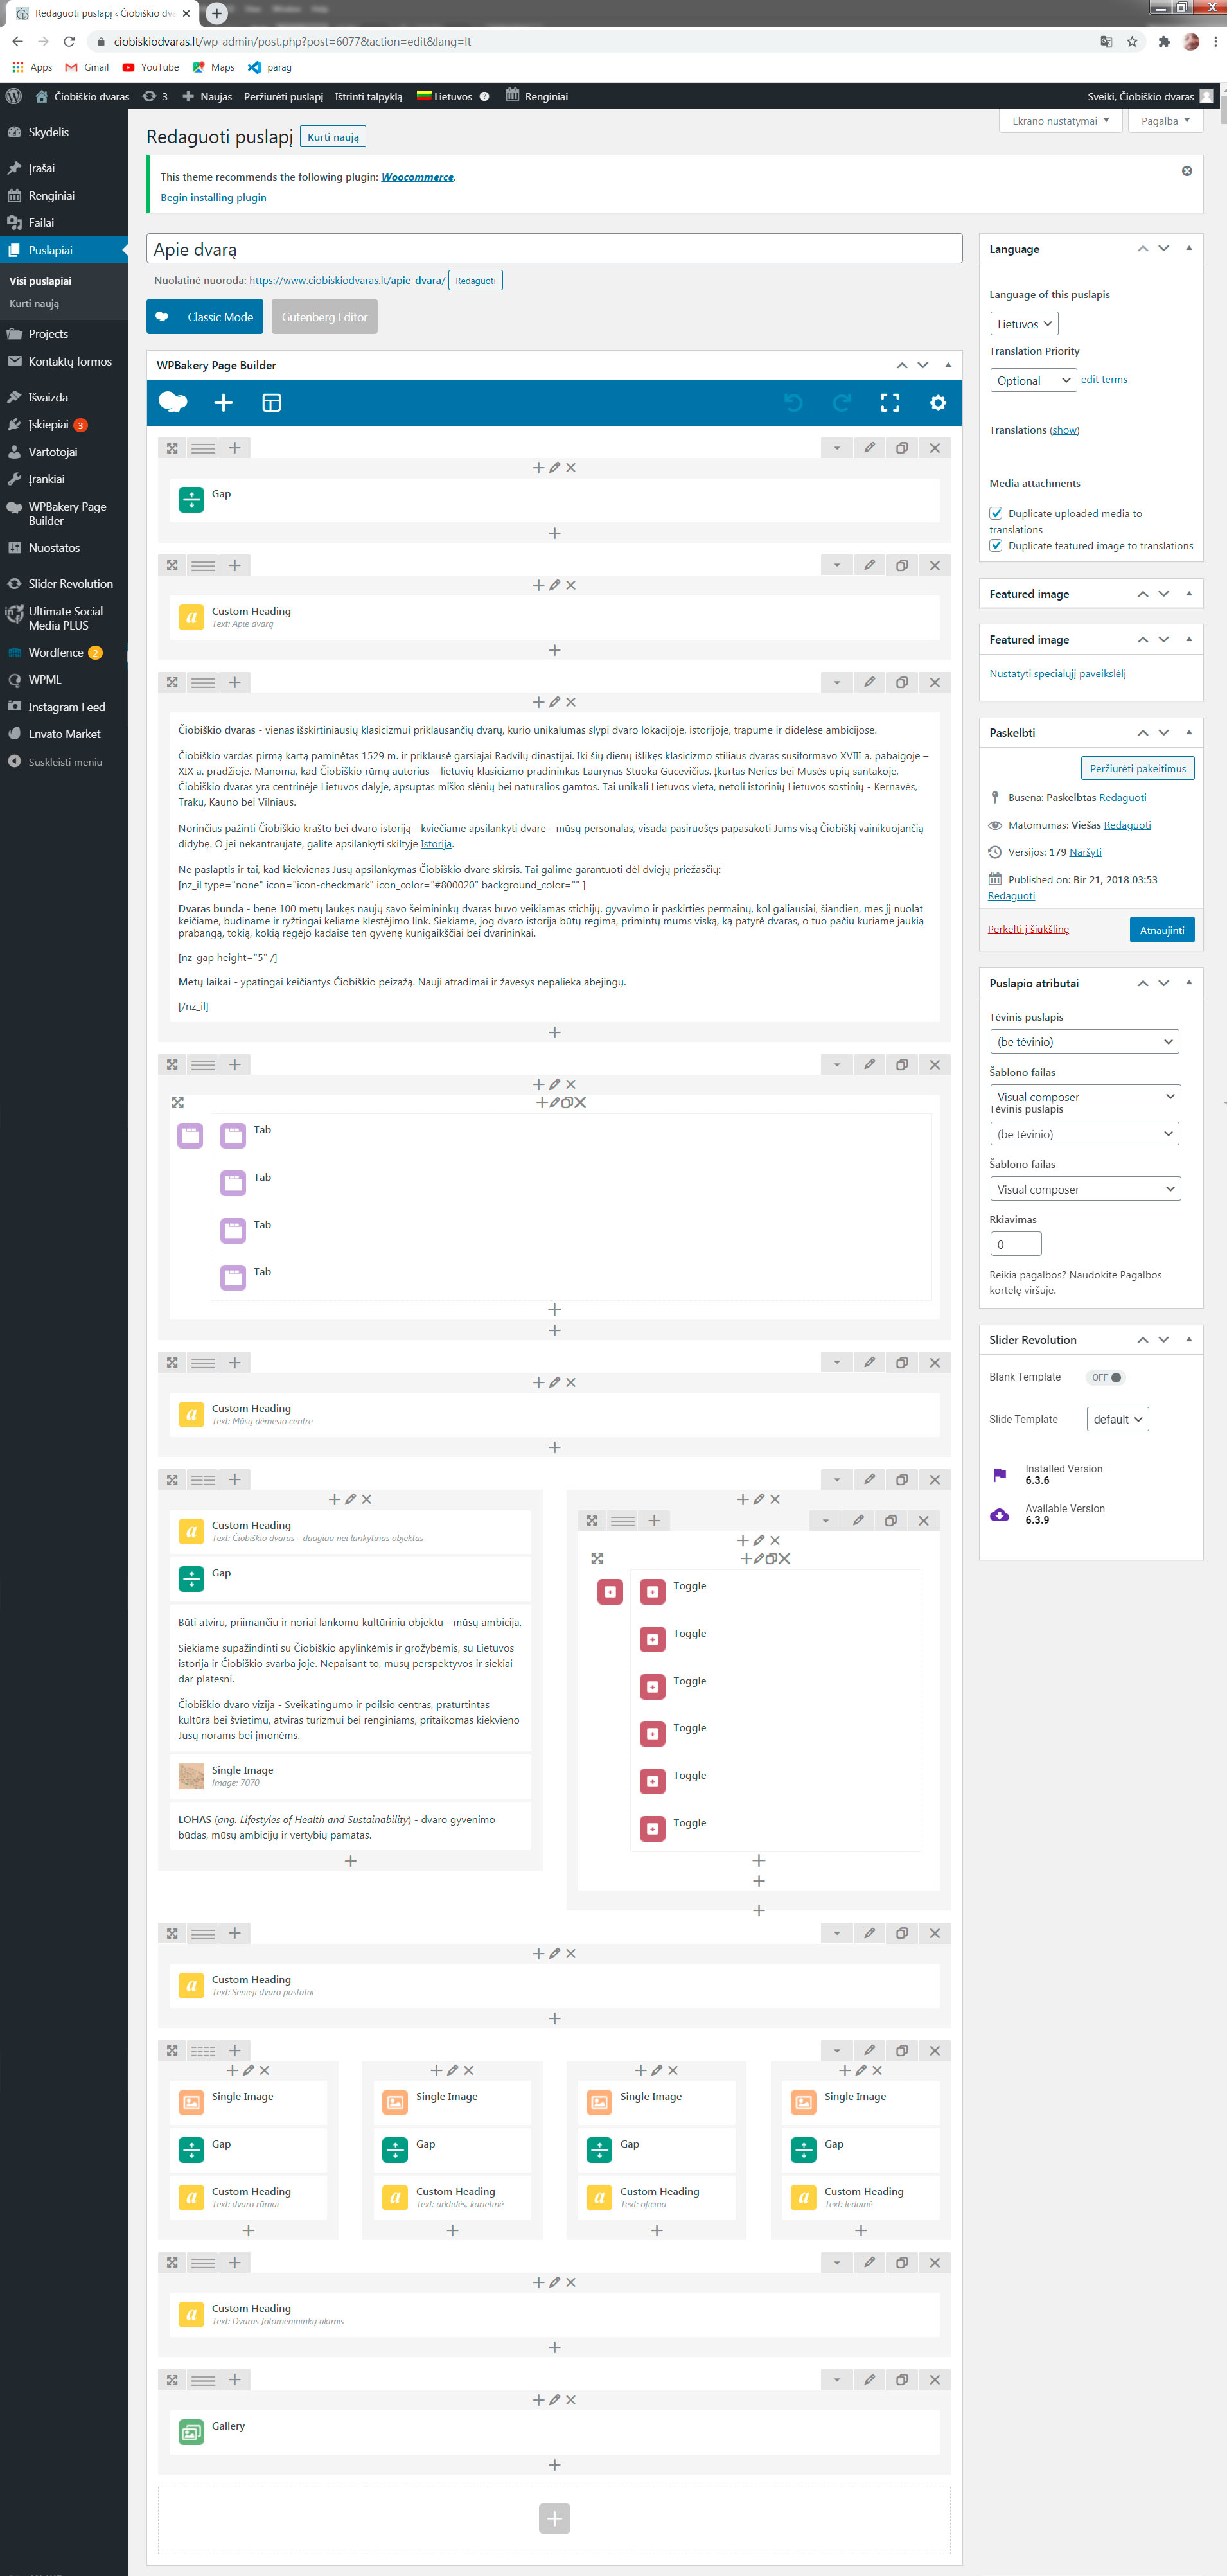 Redaguoti puslapį ‹ Čiobiškio dv
ciobiskiodvaras.lt/wp-admin/post.php?post=6077&action=edit&lang=lt
Apps
Gmail
YouTube
Maps
parag
Čiobiškio dvaras
3
Naujas
Peržiūrėti puslapį
Ištrinti talpyklą
Lietuvos
Renginiai
Sveiki, Čiobiškio dvaras
Skydelis
Įrašai
Renginiai
Failai
Puslapiai
Visi puslapiai
Kurti naują
Projects
Kontaktų formos
Išvaizda
Įskiepiai 3
Vartotojai
Įrankiai
WPBakery Page
Builder
Nuostatos
Slider Revolution
Ultimate Social
Media PLUS
Wordfence 2
WPML
Instagram Feed
Envato Market
Suskleisti meniu
Ekrano nustatymai
Pagalba
Redaguoti puslapį
Kurti naują
This theme recommends the following plugin: Woocommerce.
Begin installing plugin
Apie dvarą
Nuolatinė nuoroda: https://www.ciobiskiodvaras.lt/apie-dvara/ Redaguoti
Classic Mode
Gutenberg Editor
WPBakery Page Builder
Gap
Custom Heading
Text: Apie dvarą
Čiobiškio dvaras - vienas išskirtiniausių klasicizmui priklausančių dvarų, kurio unikalumas slypi dvaro lokacijoje, istorijoje, trapume ir didelėse ambicijose.
Čiobiškio vardas pirmą kartą paminėtas 1529 m. ir priklausė garsiajai Radvilų dinastijai. Iki šių dienų išlikęs klasicizmo stiliaus dvaras susiformavo XVIII a. pabaigoje –
XIX a. pradžioje. Manoma, kad Čiobiškio rūmų autorius – lietuvių klasicizmo pradininkas Laurynas Stuoka Gucevičius. Įkurtas Neries bei Musės upių santakoje,
Čiobiškio dvaras yra centrinėje Lietuvos dalyje, apsuptas miško slėnių bei natūralios gamtos. Tai unikali Lietuvos vieta, netoli istorinių Lietuvos sostinių - Kernavės,
Trakų, Kauno bei Vilniaus.
Norinčius pažinti Čiobiškio krašto bei dvaro istoriją - kviečiame apsilankyti dvare - mūsų personalas, visada pasiruošęs papasakoti Jums visą Čiobiškį vainikuojančią
didybę. O jei nekantraujate, galite apsilankyti skiltyje Istorija.
Ne paslaptis ir tai, kad kiekvienas Jūsų apsilankymas Čiobiškio dvare skirsis. Tai galime garantuoti dėl dviejų priežasčių:
[nz_il type="none" icon="icon-checkmark" icon_color="#800020" background_color="" ]
Dvaras bunda - bene 100 metų laukęs naujų savo šeimininkų dvaras buvo veikiamas stichijų, gyvavimo ir paskirties permainų, kol galiausiai, šiandien, mes jį nuolat
keičiame, budiname ir ryžtingai keliame klestėjimo link. Siekiame, jog dvaro istorija būtų regima, primintų mums viską, ką patyrė dvaras, o tuo pačiu kuriame jaukią
prabangą, tokią, kokią regėjo kadaise ten gyvenę kunigaikščiai bei dvarininkai.
[nz_gap height="5" /]
Metų laikai - ypatingai keičiantys Čiobiškio peizažą. Nauji atradimai ir žavesys nepalieka abejingų.
[/nz_il]
Tab
Tab
Tab
Tab
Custom Heading
Text: Mūsų dėmesio centre
Custom Heading
Text: Čiobiškio dvaras - daugiau nei lankytinas objektas
Gap
Būti atviru, priimančiu ir noriai lankomu kultūriniu objektu - mūsų ambicija.
Siekiame supažindinti su Čiobiškio apylinkėmis ir grožybėmis, su Lietuvos
istorija ir Čiobiškio svarba joje. Nepaisant to, mūsų perspektyvos ir siekiai
dar platesni.
Čiobiškio dvaro vizija - Sveikatingumo ir poilsio centras, praturtintas
kultūra bei švietimu, atviras turizmui bei renginiams, pritaikomas kiekvieno
Jūsų norams bei įmonėms.
Single Image
Image: 7070
LOHAS (ang. Lifestyles of Health and Sustainability) - dvaro gyvenimo
būdas, mūsų ambicijų ir vertybių pamatas.
Toggle
Toggle
Toggle
Toggle
Toggle
Toggle
Custom Heading
Text: Senieji dvaro pastatai
Single Image
Gap
Custom Heading
Text: dvaro rūmai
Single Image
Gap
Custom Heading
Text: arklidės, karietinė
Single Image
Gap
Custom Heading
Text: oficina
Single Image
Gap
Custom Heading
Text: ledainė
Custom Heading
Text: Dvaras fotomenininkų akimis
Gallery
Language
Language of this puslapis
Lietuvos
Translation Priority
Optional edit terms
Translations (show)
Media attachments
Duplicate uploaded media to
translations
Duplicate featured image to translations
Featured image
Featured image
Nustatyti specialųjį paveikslėlį
Paskelbti
Peržiūrėti pakeitimus
Būsena: Paskelbtas Redaguoti
Matomumas: Viešas Redaguoti
Versijos: 179 Naršyti
Published on: Bir 21, 2018 03:53
Redaguoti
Perkelti į šiukšlinę
Atnaujinti
Puslapio atributai
Tėvinis puslapis
(be tėvinio)
Šablono failas
Visual composer
Tėvinis puslapis
(be tėvinio)
Šablono failas
Visual composer
Rkiavimas
0
Reikia pagalbos? Naudokite Pagalbos
kortelę viršuje.
Slider Revolution
Blank Template OFF
Slide Template default
Installed Version
6.3.6
Available Version
6.3.9